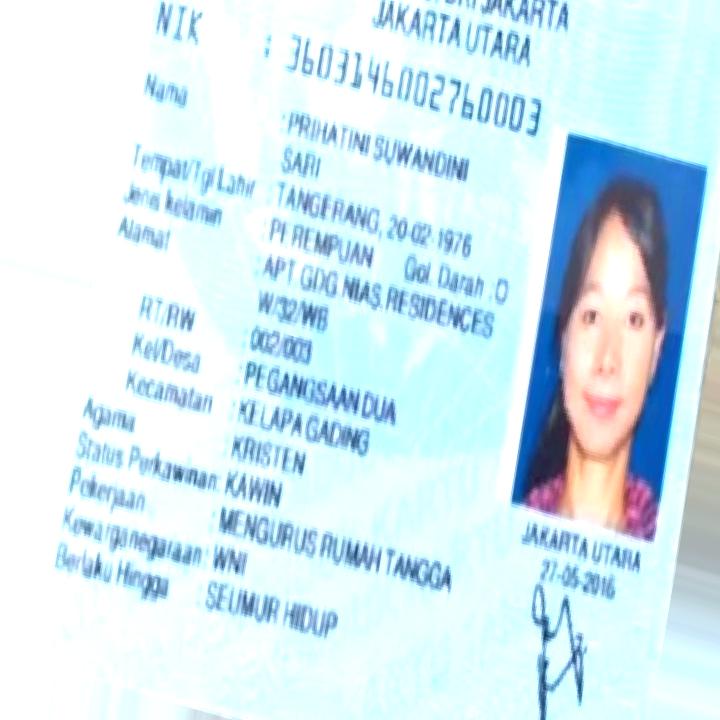 JAKARTA
JAKARTA UTARA
NIK : 3603146002760003
Nama : PRIHATINI SUWANDINI
SARI
Tempat/Tgl Lahir : TANGERANG, 20-02-1976
Jenis kelamin : PEREMPUAN Gol. Darah : O
Alamat : APT GDG NIAS RESIDENCES
W/32/WB
RT/RW : 002/003
Kel/Desa : PEGANGSAAN DUA
Kecamatan : KELAPA GADING
Agama : KRISTEN
Status Perkawinan: KAWIN
Pekerjaan : MENGURUS RUMAH TANGGA
Kewarganegaraan: WNI
Berlaku Hingga : SEUMUR HIDUP
JAKARTA UTARA
27-05-2016